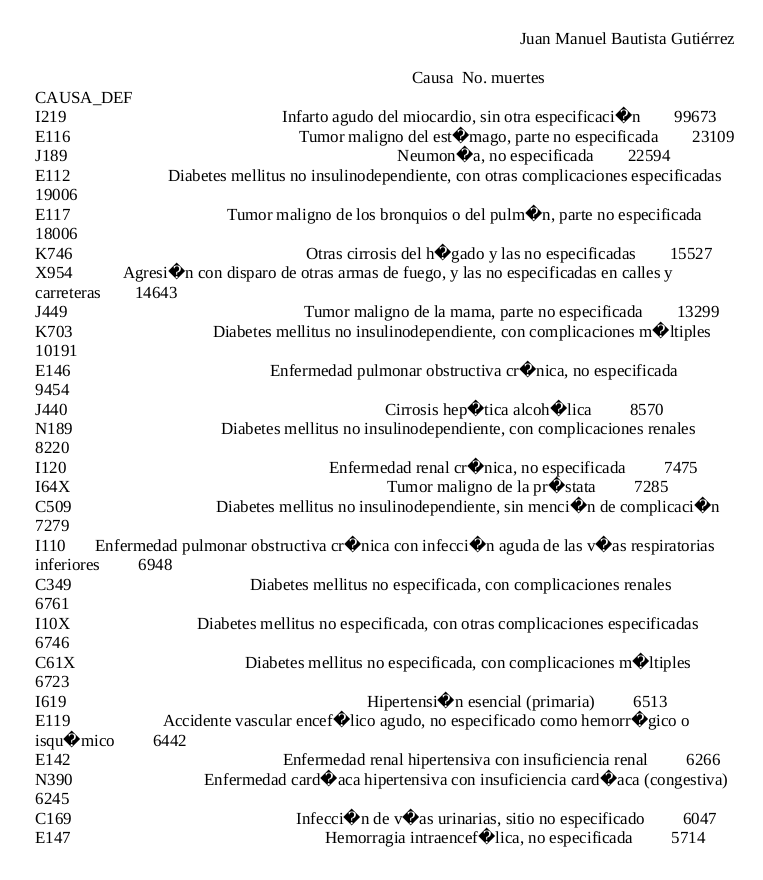 Juan Manuel Bautista Gutiérrez
Causa No. muertes
CAUSA_DEF
I219 Infarto agudo del miocardio, sin otra especificaci�n 99673
E116 Tumor maligno del est�mago, parte no especificada 23109
J189 Neumon�a, no especificada 22594
E112 Diabetes mellitus no insulinodependiente, con otras complicaciones especificadas
19006
E117 Tumor maligno de los bronquios o del pulm�n, parte no especificada
18006
K746 Otras cirrosis del h�gado y las no especificadas 15527
X954 Agresi�n con disparo de otras armas de fuego, y las no especificadas en calles y
carreteras 14643
J449 Tumor maligno de la mama, parte no especificada 13299
K703 Diabetes mellitus no insulinodependiente, con complicaciones m�ltiples
10191
E146 Enfermedad pulmonar obstructiva cr�nica, no especificada
9454
J440 Cirrosis hep�tica alcoh�lica 8570
N189 Diabetes mellitus no insulinodependiente, con complicaciones renales
8220
I120 Enfermedad renal cr�nica, no especificada 7475
I64X Tumor maligno de la pr�stata 7285
C509 Diabetes mellitus no insulinodependiente, sin menci�n de complicaci�n
7279
I110 Enfermedad pulmonar obstructiva cr�nica con infecci�n aguda de las v�as respiratorias
inferiores 6948
C349 Diabetes mellitus no especificada, con complicaciones renales
6761
I10X Diabetes mellitus no especificada, con otras complicaciones especificadas
6746
C61X Diabetes mellitus no especificada, con complicaciones m�ltiples
6723
I619 Hipertensi�n esencial (primaria) 6513
E119 Accidente vascular encef�lico agudo, no especificado como hemorr�gico o
isqu�mico 6442
E142 Enfermedad renal hipertensiva con insuficiencia renal 6266
N390 Enfermedad card�aca hipertensiva con insuficiencia card�aca (congestiva)
6245
C169 Infecci�n de v�as urinarias, sitio no especificado 6047
E147 Hemorragia intraencef�lica, no especificada 5714